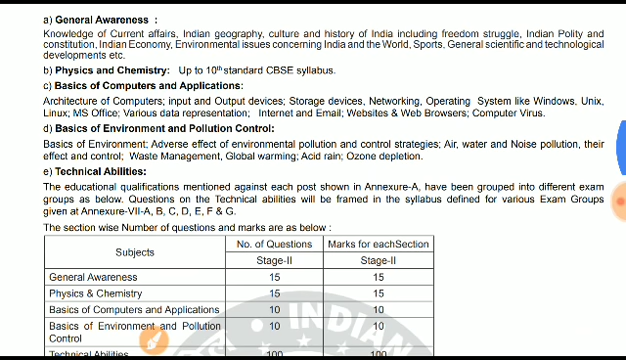 a) General Awareness :
Knowledge of Current affairs, Indian geography, culture and history of India including freedom struggle, Indian Polity and
constitution, Indian Economy, Environmental issues concerning India and the World, Sports, General scientific and technological
developments etc.
b) Physics and Chemistry: Up to 10th standard CBSE syllabus.
c) Basics of Computers and Applications:
Architecture of Computers; input and Output devices; Storage devices, Networking, Operating System like Windows, Unix,
Linux; MS Office; Various data representation; Internet and Email; Websites & Web Browsers; Computer Virus.
d) Basics of Environment and Pollution Control:
Basics of Environment; Adverse effect of environmental pollution and control strategies; Air, water and Noise pollution, their
effect and control; Waste Management, Global warming; Acid rain; Ozone depletion.
e) Technical Abilities:
The educational qualifications mentioned against each post shown in Annexure-A, have been grouped into different exam
groups as below. Questions on the Technical abilities will be framed in the syllabus defined for various Exam Groups
given at Annexure-VII-A, B, C, D, E, F & G.
The section wise Number of questions and marks are as below :
Subjects No. of Questions Marks for eachSection
Stage-II Stage-II
General Awareness 15 15
Physics & Chemistry 15 15
Basics of Computers and Applications 10 10
Basics of Environment and Pollution Control 10 10
Technical Abilities 100 100
INDIAN